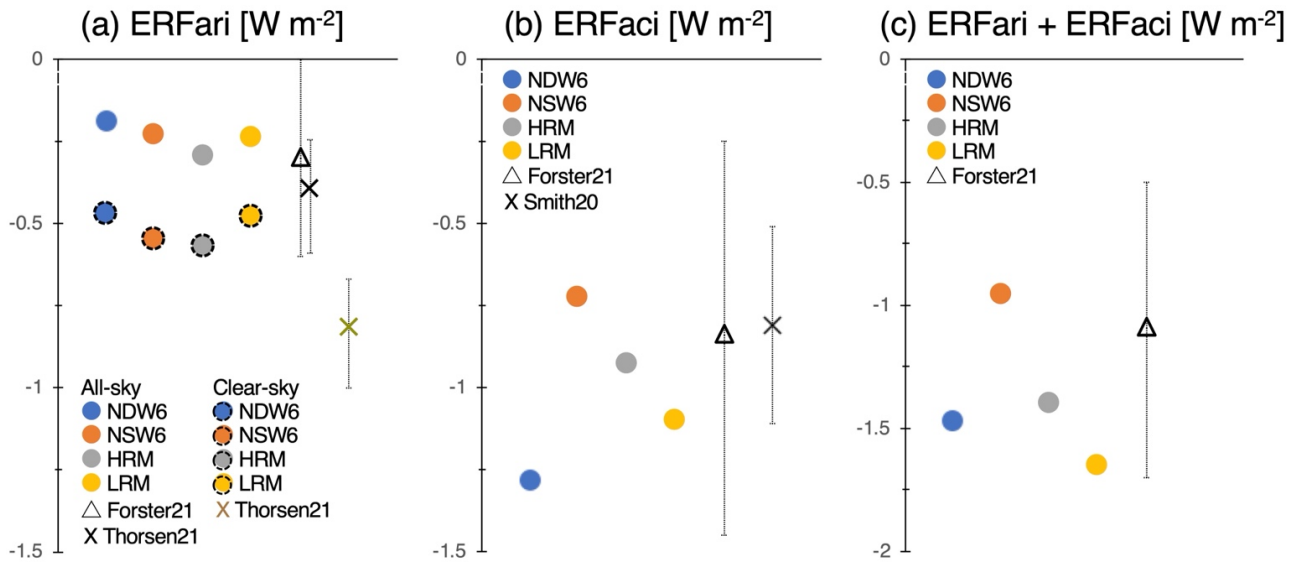 (a) ERFari [W m-2]
0
-0.5
-1
-1.5
All-sky
NDW6
NSW6
HRM
LRM
Forster21
Thorsen21
Clear-sky
NDW6
NSW6
HRM
LRM
Thorsen21
(b) ERFaci [W m-2]
0
-0.5
-1
-1.5
NDW6
NSW6
HRM
LRM
Forster21
Smith20
(c) ERFari + ERFaci [W m-2]
0
-0.5
-1
-1.5
-2
NDW6
NSW6
HRM
LRM
Forster21